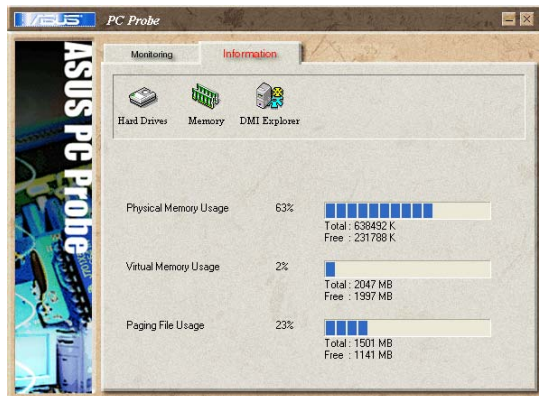 ASUS PC Probe
Monitoring Information
Hard Drives Memory DMI Explorer
ASUS PC Probe
Physical Memory Usage 63%
Total : 638492 K
Free : 231788 K
Virtual Memory Usage 2%
Total : 2047 MB
Free : 1997 MB
Paging File Usage 23%
Total : 1501 MB
Free : 1141 MB